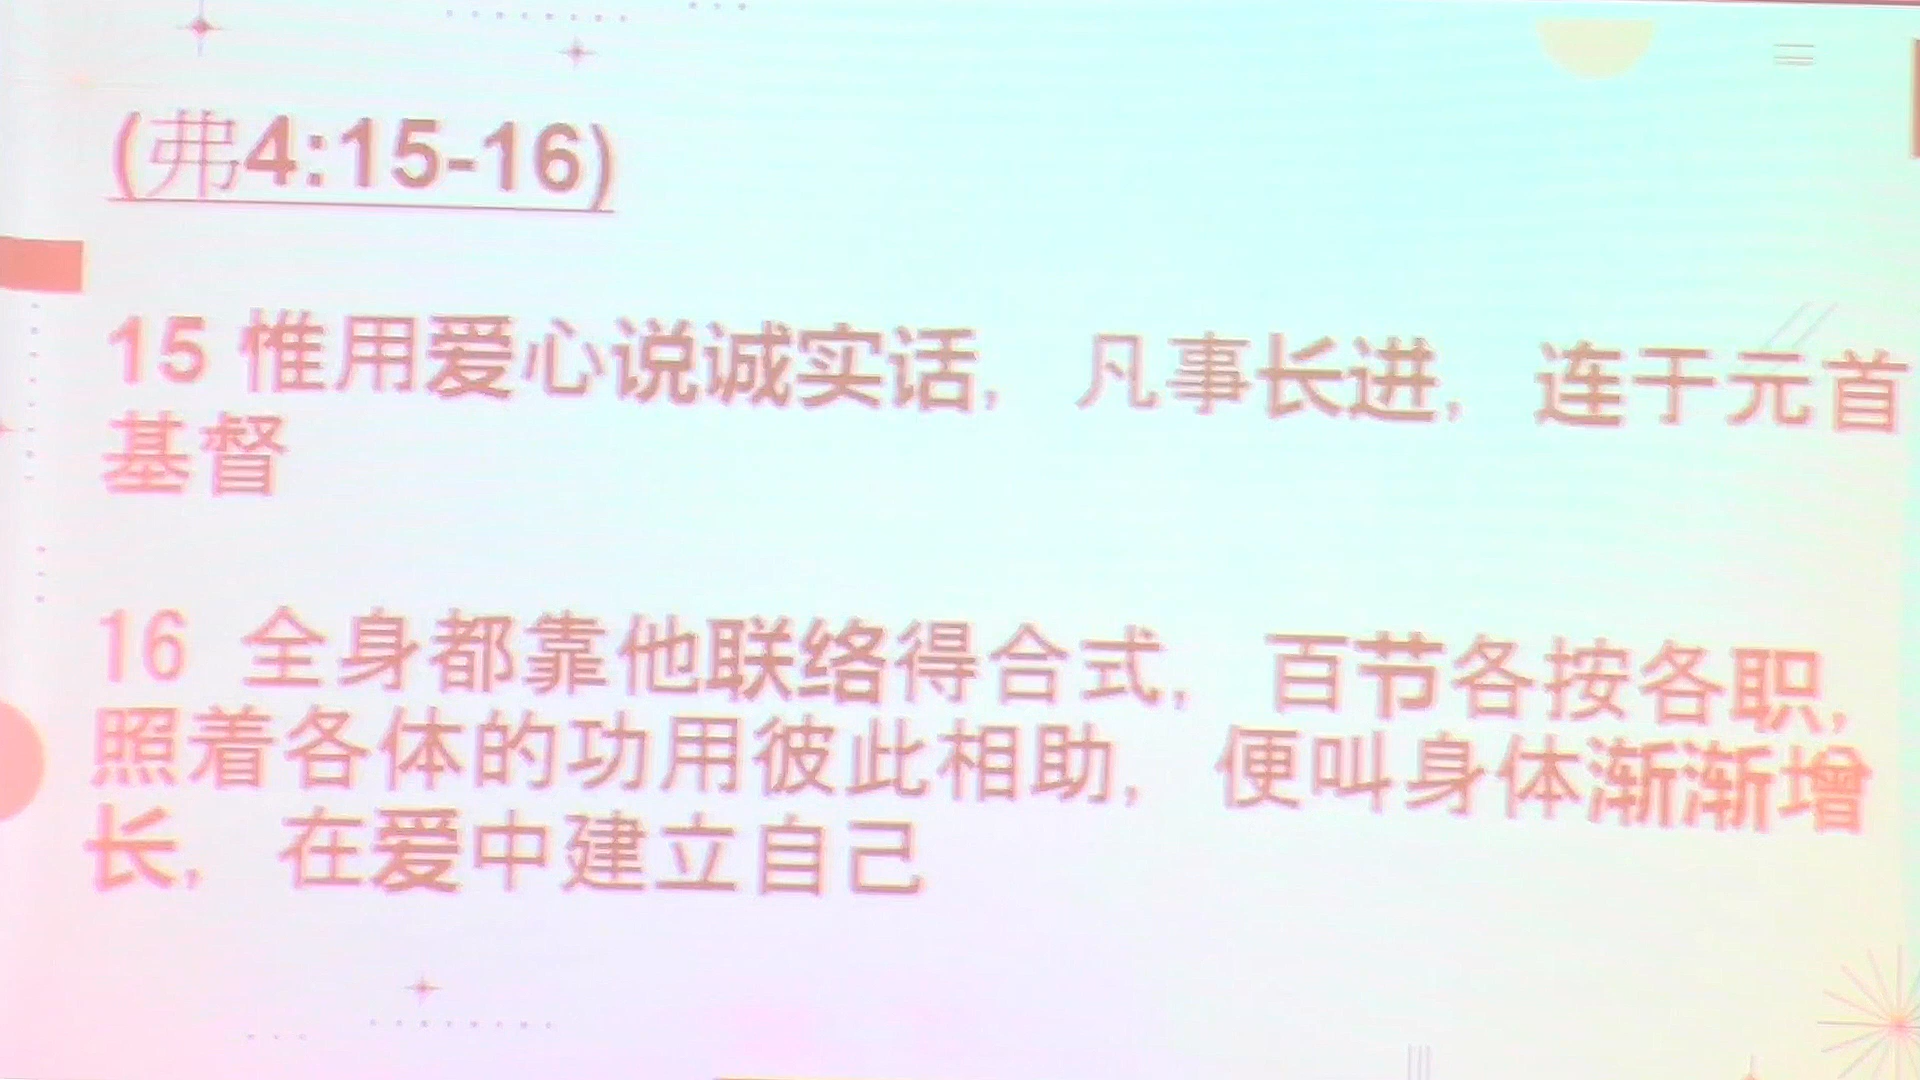 (弗4:15-16)
15 惟用爱心说诚实话, 凡事长进, 连于元首
基督
16 全身都靠他联络得合式, 百节各按各职,
照着各体的功用彼此相助, 便叫身体渐渐增
长, 在爱中建立自己